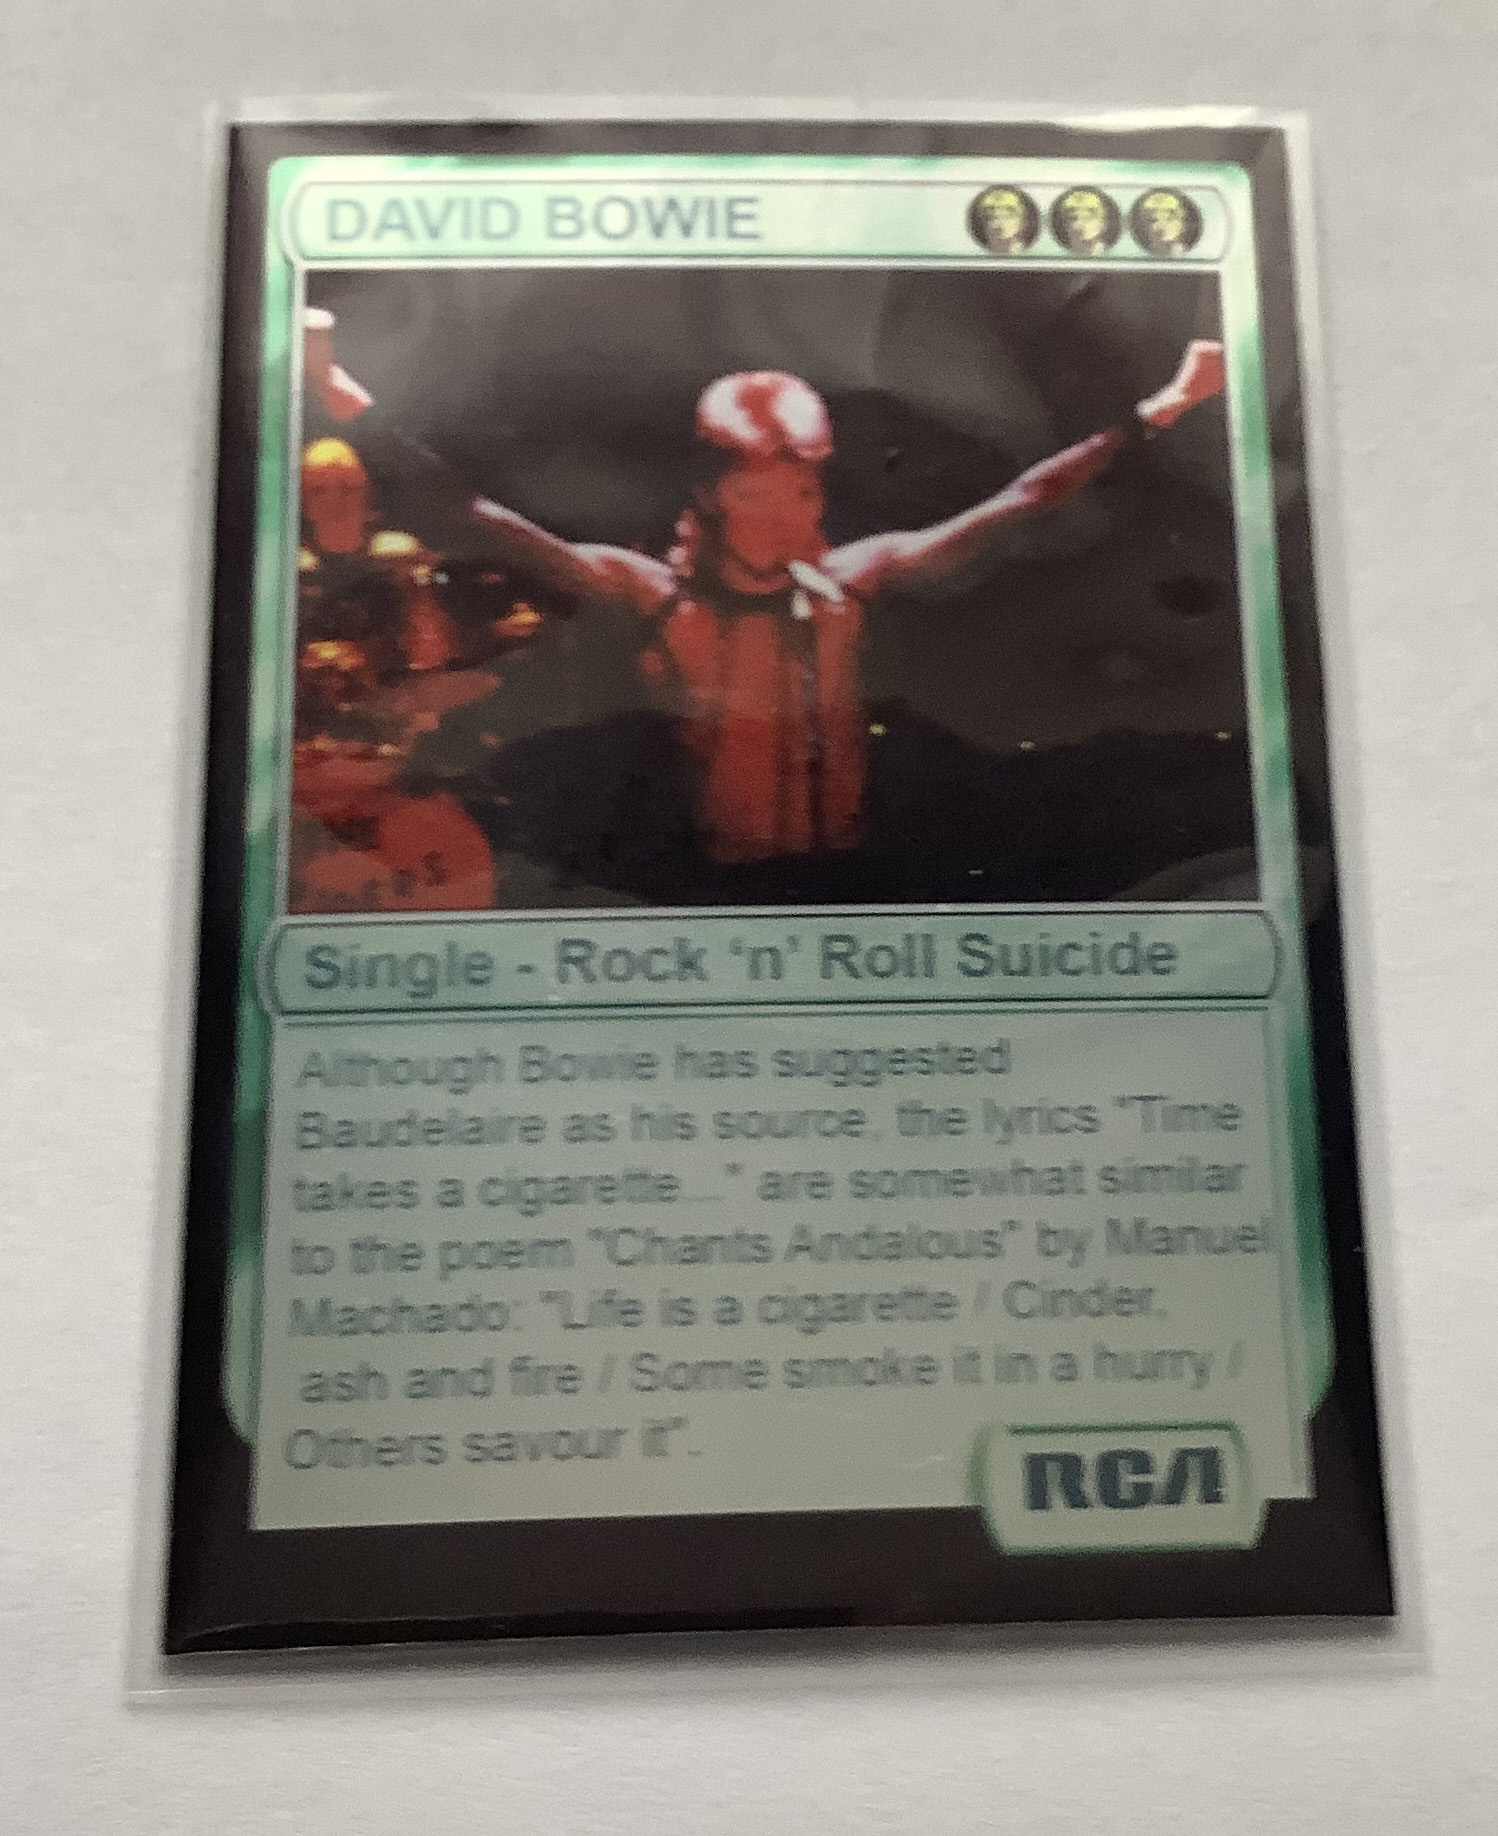 DAVID BOWIE
Single - Rock ‘n’ Roll Suicide
Although Bowie has suggested
Baudelaire as his source, the lyrics "Time
takes a cigarette..." are somewhat similar
to the poem "Chants Andalous" by Manuel
Machado: "Life is a cigarette / Cinder,
ash and fire / Some smoke it in a hurry /
Others savour it".
RCA